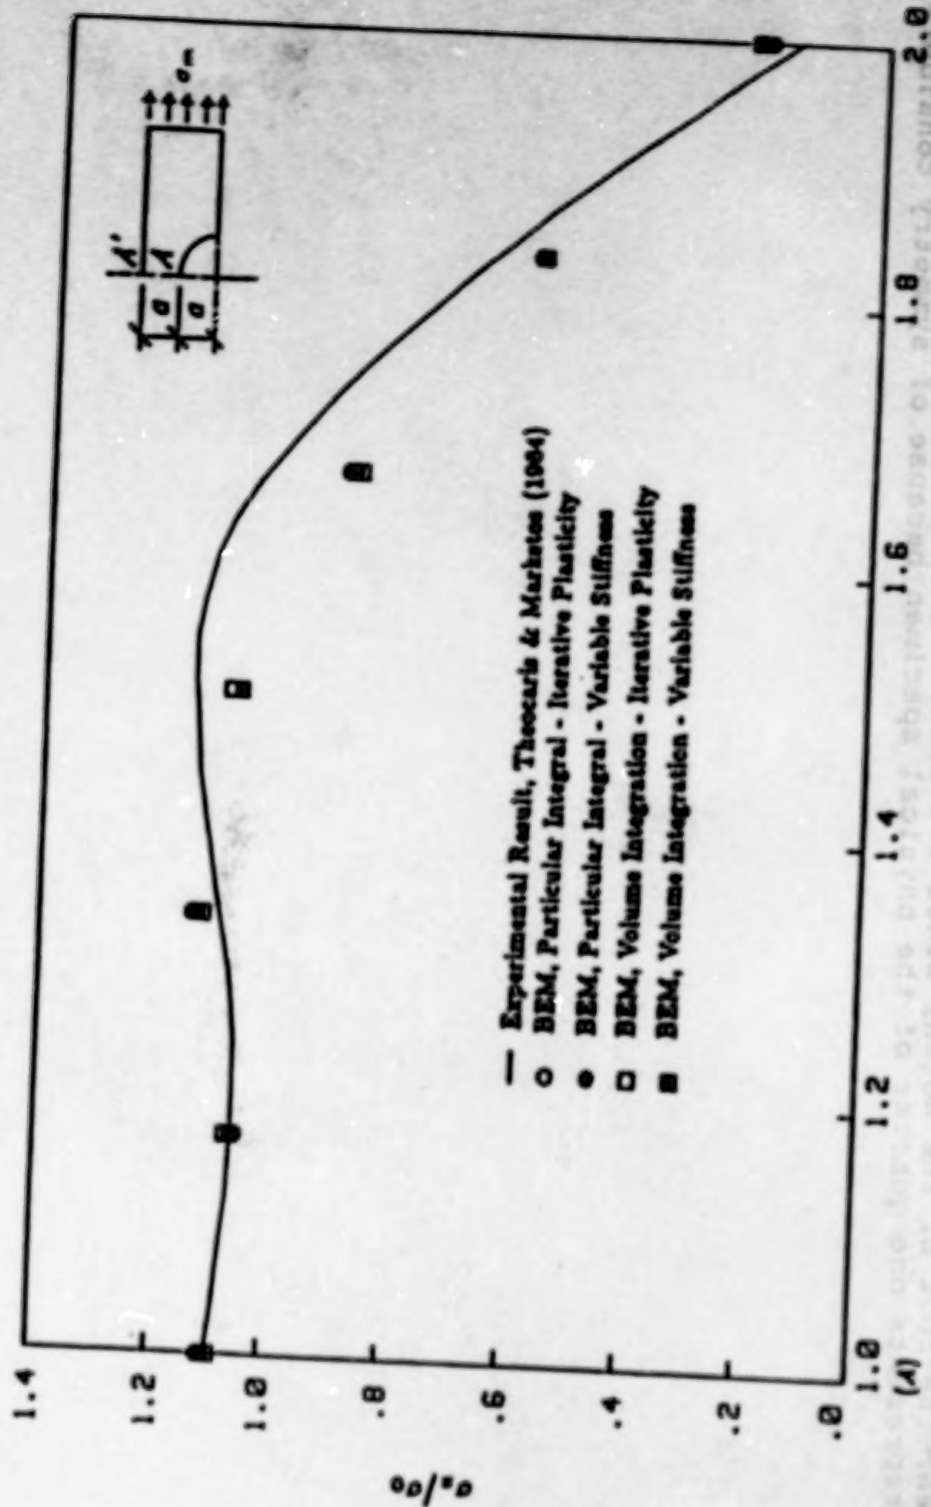 1.4
1.2
1.0
.8
.6
.4
.2
.0
σx/σ0
1.0
1.2
1.4
1.6
1.8
2.0
(A)
A'
A
a
a
σm
Experimental Result, Theocaris & Marketos (1964)
BEM, Particular Integral - Iterative Plasticity
BEM, Particular Integral - Variable Stiffness
BEM, Volume Integration - Iterative Plasticity
BEM, Volume Integration - Variable Stiffness